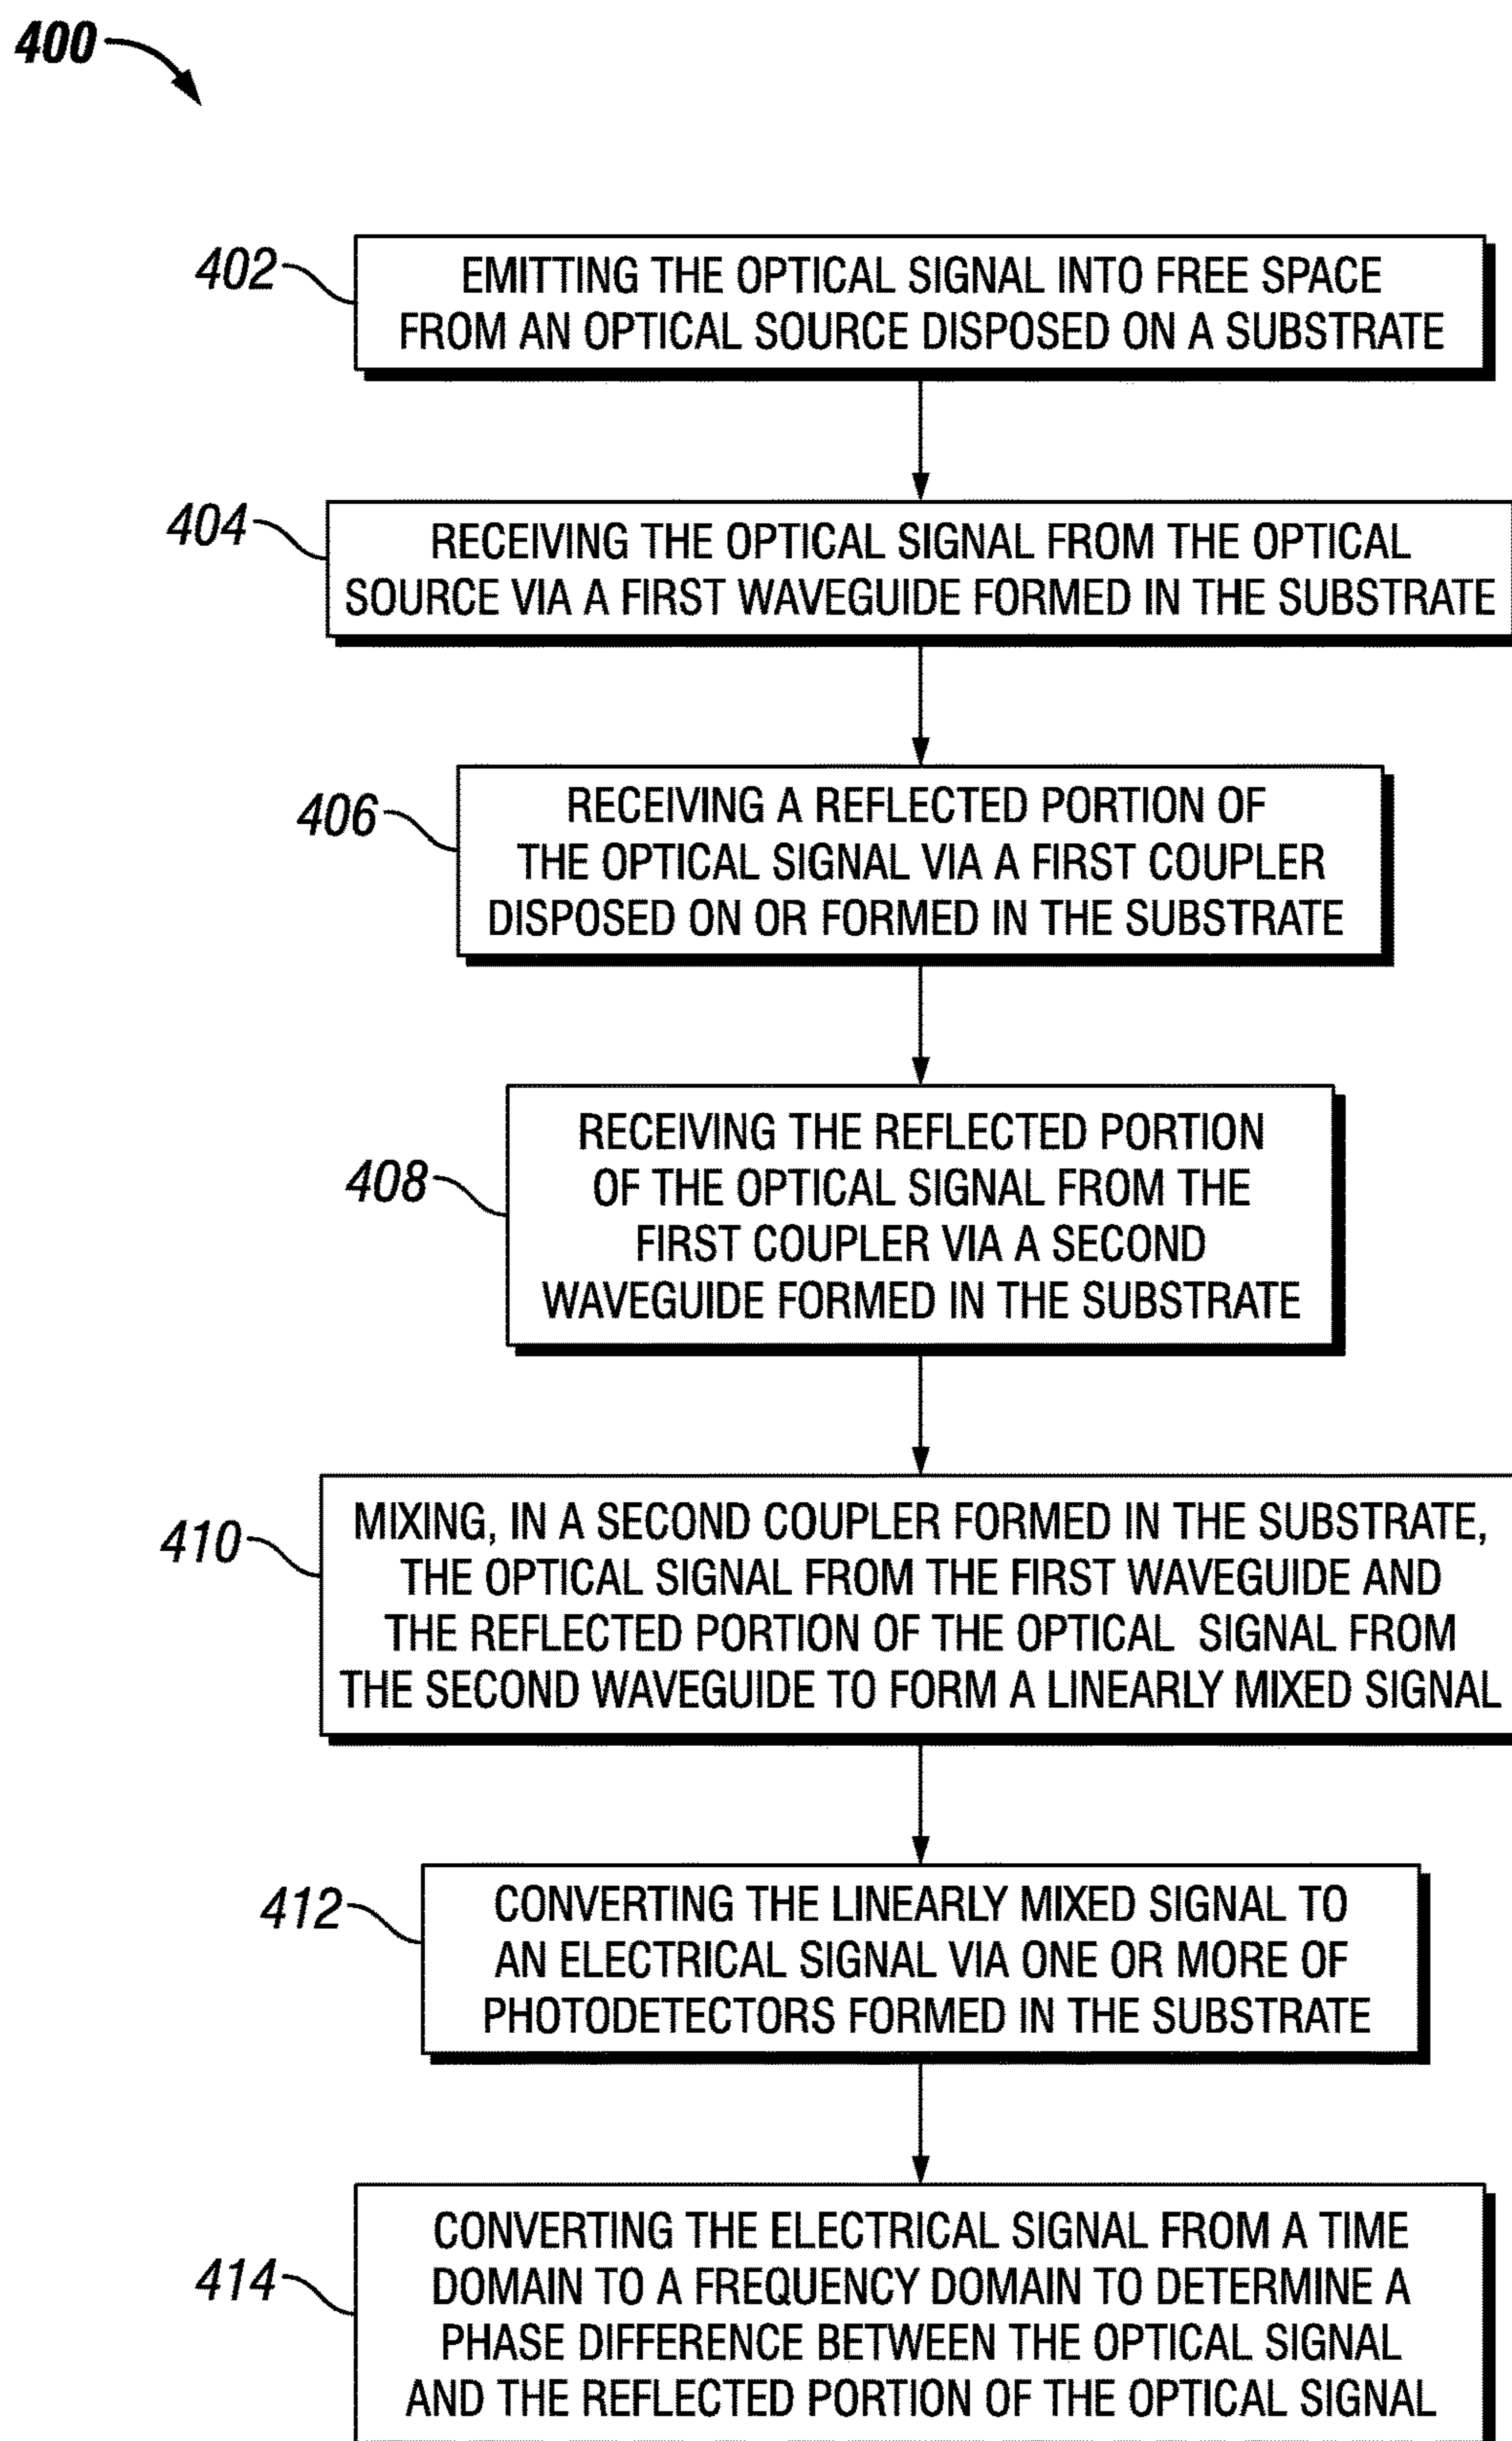 400
402
EMITTING THE OPTICAL SIGNAL INTO FREE SPACE
FROM AN OPTICAL SOURCE DISPOSED ON A SUBSTRATE
404
RECEIVING THE OPTICAL SIGNAL FROM THE OPTICAL
SOURCE VIA A FIRST WAVEGUIDE FORMED IN THE SUBSTRATE
406
RECEIVING A REFLECTED PORTION OF
THE OPTICAL SIGNAL VIA A FIRST COUPLER
DISPOSED ON OR FORMED IN THE SUBSTRATE
408
RECEIVING THE REFLECTED PORTION
OF THE OPTICAL SIGNAL FROM THE
FIRST COUPLER VIA A SECOND
WAVEGUIDE FORMED IN THE SUBSTRATE
410
MIXING, IN A SECOND COUPLER FORMED IN THE SUBSTRATE,
THE OPTICAL SIGNAL FROM THE FIRST WAVEGUIDE AND
THE REFLECTED PORTION OF THE OPTICAL SIGNAL FROM
THE SECOND WAVEGUIDE TO FORM A LINEARLY MIXED SIGNAL
412
CONVERTING THE LINEARLY MIXED SIGNAL TO
AN ELECTRICAL SIGNAL VIA ONE OR MORE OF
PHOTODETECTORS FORMED IN THE SUBSTRATE
414
CONVERTING THE ELECTRICAL SIGNAL FROM A TIME
DOMAIN TO A FREQUENCY DOMAIN TO DETERMINE A
PHASE DIFFERENCE BETWEEN THE OPTICAL SIGNAL
AND THE REFLECTED PORTION OF THE OPTICAL SIGNAL